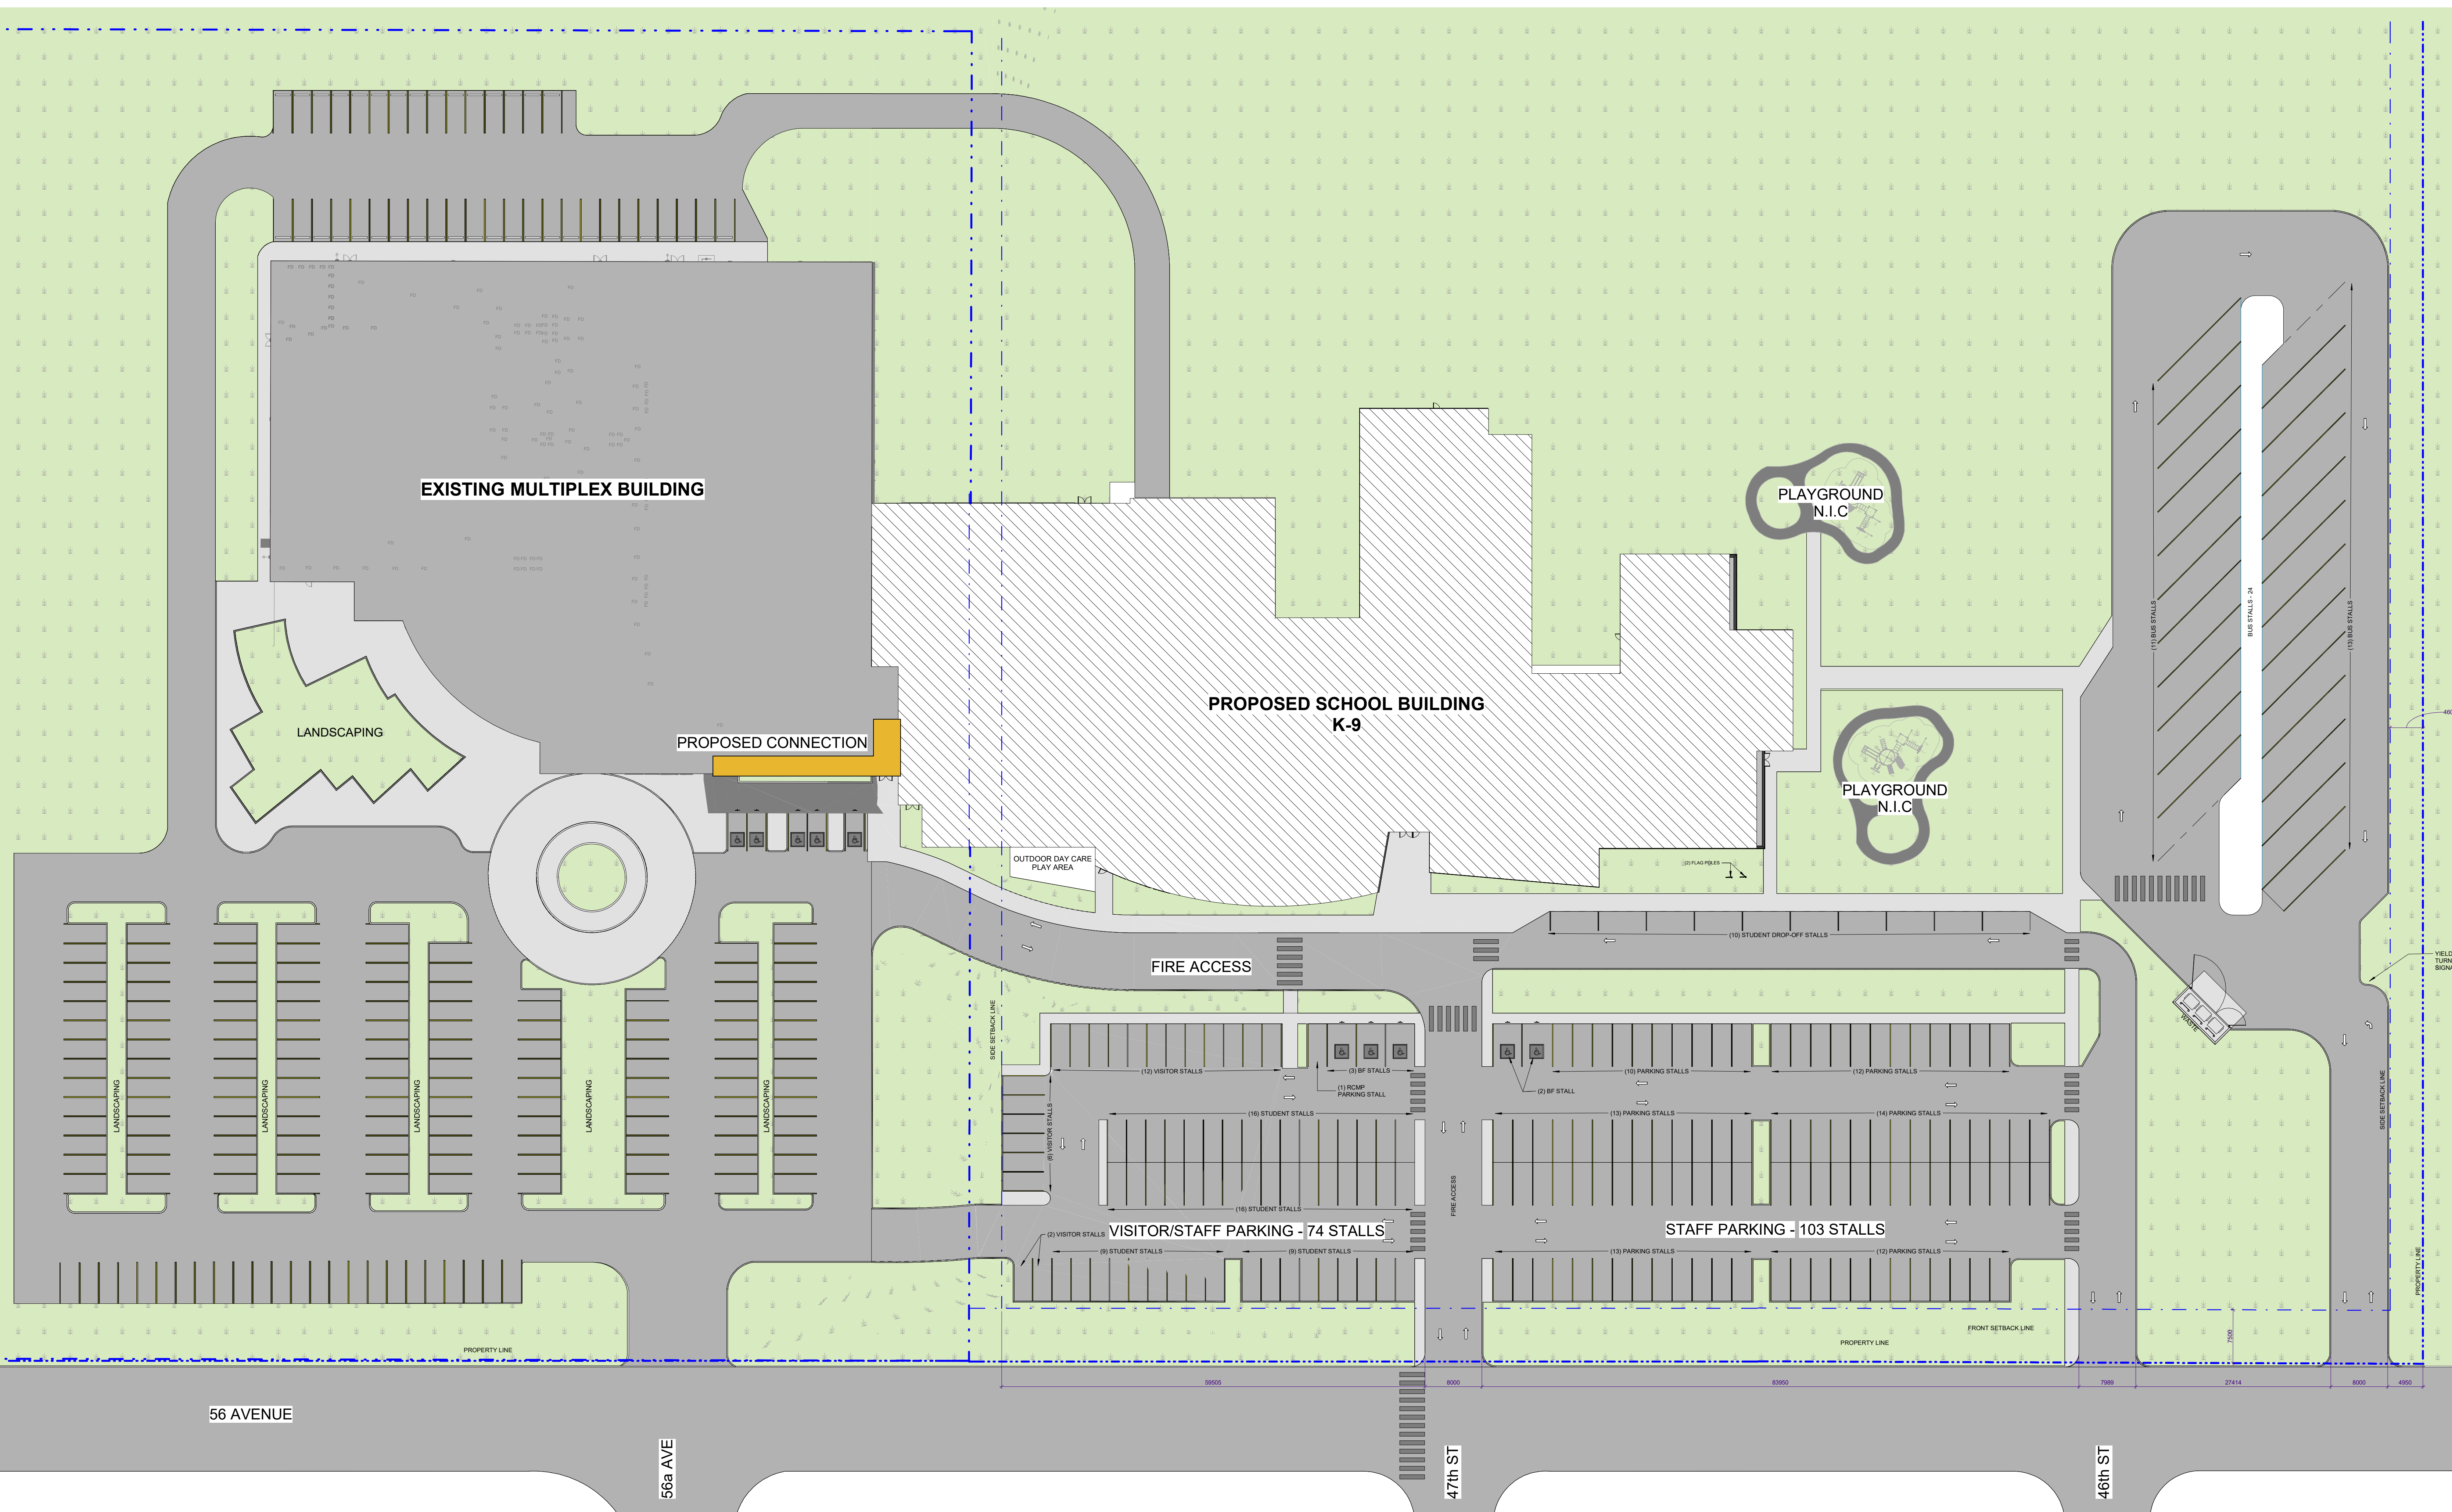 EXISTING MULTIPLEX BUILDING
PLAYGROUND
N.I.C
(11) BUS STALLS
BUS STALLS - 24
(13) BUS STALLS
PROPOSED SCHOOL BUILDING
K-9
LANDSCAPING
PROPOSED CONNECTION
PLAYGROUND
N.I.C
OUTDOOR DAY CARE
PLAY AREA
(2) FLAG POLES
(10) STUDENT DROP-OFF STALLS
FIRE ACCESS
YIELD
TURN
WASTE
SIDE SETBACK LINE
(12) VISITOR STALLS
(3) BF STALLS
(1) RCMP
PARKING STALL
(10) PARKING STALLS
(12) PARKING STALLS
(2) BF STALL
LANDSCAPING
LANDSCAPING
LANDSCAPING
LANDSCAPING
LANDSCAPING
(6) VISITOR STALLS
(16) STUDENT STALLS
(13) PARKING STALLS
(14) PARKING STALLS
SIDE SETBACK LINE
FIRE ACCESS
(16) STUDENT STALLS
VISITOR/STAFF PARKING - 74 STALLS
STAFF PARKING - 103 STALLS
(2) VISITOR STALLS
(9) STUDENT STALLS
(9) STUDENT STALLS
(13) PARKING STALLS
(12) PARKING STALLS
PROPERTY LINE
FRONT SETBACK LINE
7500
PROPERTY LINE
PROPERTY LINE
59505
8000
83950
7989
27414
8000
4950
56 AVENUE
56a AVE
47th ST
46th ST